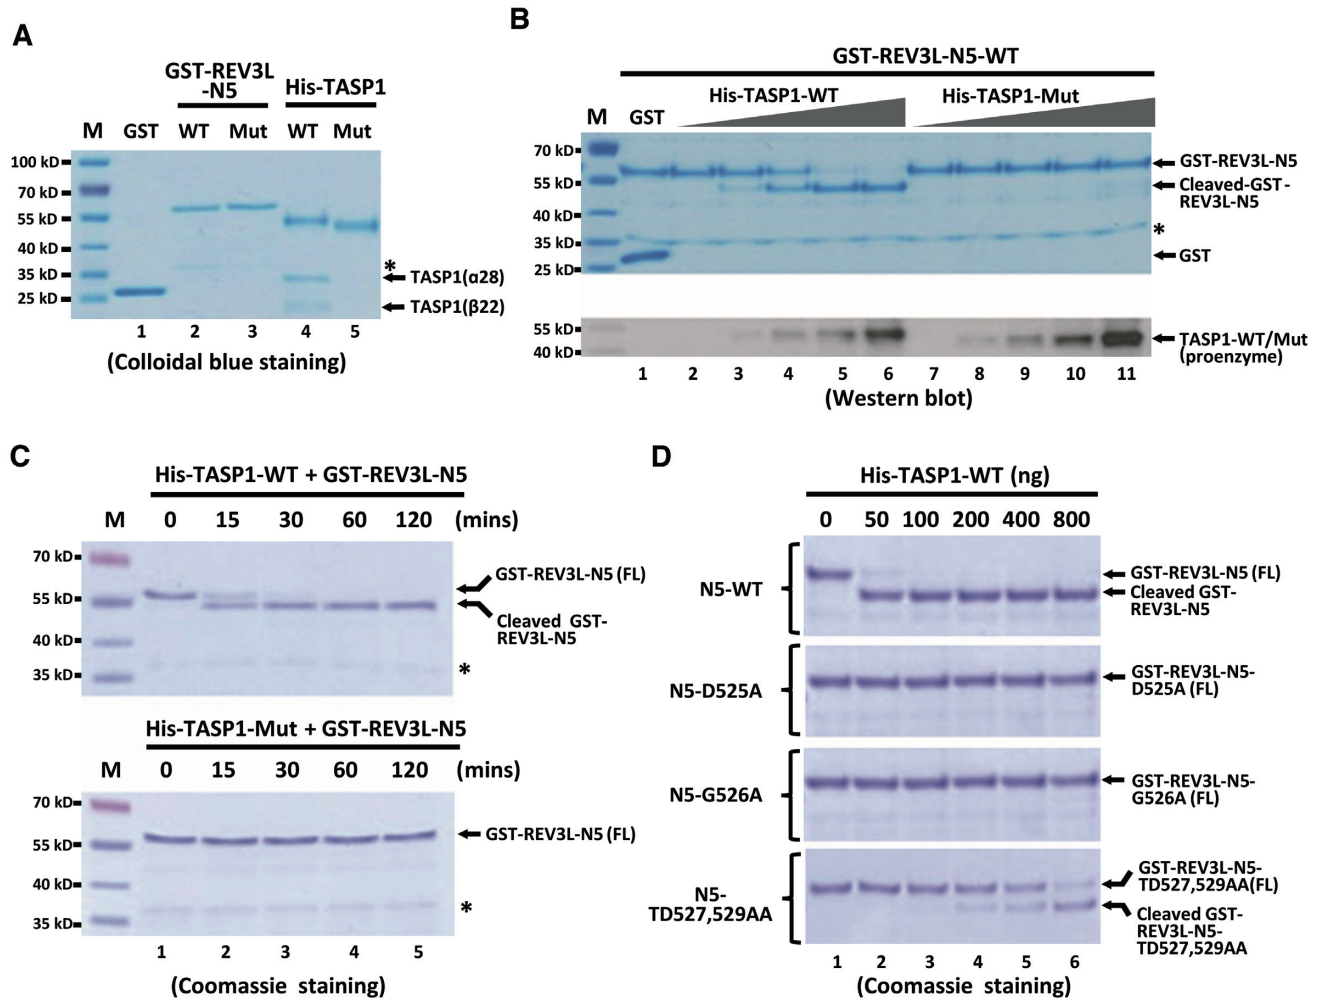 A
GST-REV3L
-N5
His-TASP1
M GST WT Mut WT Mut
100 kD
70 kD
55 kD
40 kD
35 kD
25 kD
*
TASP1(α28)
TASP1(β22)
1 2 3 4 5
(Colloidal blue staining)
B
GST-REV3L-N5-WT
His-TASP1-WT His-TASP1-Mut
M GST
70 kD
55 kD
40 kD
35 kD
25 kD
GST-REV3L-N5
Cleaved-GST-
REV3L-N5
*
GST
55 kD
40 kD
TASP1-WT/Mut
(proenzyme)
1 2 3 4 5 6 7 8 9 10 11
(Western blot)
C
His-TASP1-WT + GST-REV3L-N5
M 0 15 30 60 120 (mins)
70 kD
55 kD
40 kD
35 kD
GST-REV3L-N5 (FL)
Cleaved GST-
REV3L-N5
*
His-TASP1-Mut + GST-REV3L-N5
M 0 15 30 60 120 (mins)
70 kD
55 kD
40 kD
35 kD
GST-REV3L-N5 (FL)
*
1 2 3 4 5
(Coomassie staining)
D
His-TASP1-WT (ng)
0 50 100 200 400 800
N5-WT
GST-REV3L-N5 (FL)
Cleaved GST-
REV3L-N5
N5-D525A
GST-REV3L-N5-
D525A (FL)
N5-G526A
GST-REV3L-N5-
G526A (FL)
N5-
TD527,529AA
GST-REV3L-N5-
TD527,529AA(FL)
Cleaved GST-
REV3L-N5-
TD527,529AA
1 2 3 4 5 6
(Coomassie staining)